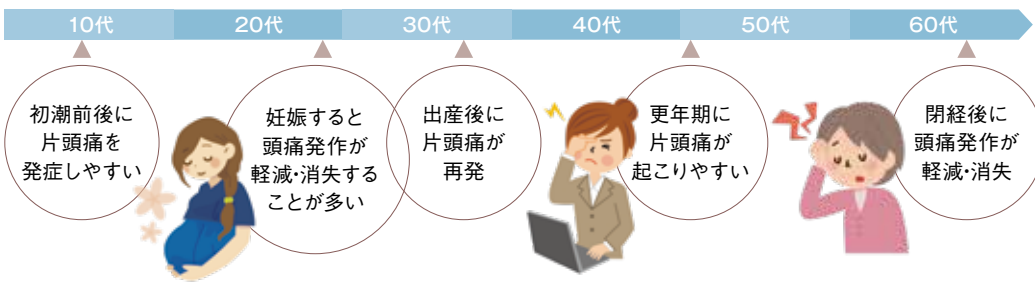 10代
20代
30代
40代
50代
60代
初潮前後に
片頭痛を
発症しやすい
妊娠すると
頭痛発作が
軽減・消失する
ことが多い
出産後に
片頭痛が
再発
更年期に
片頭痛が
起こりやすい
閉経後に
頭痛発作が
軽減・消失